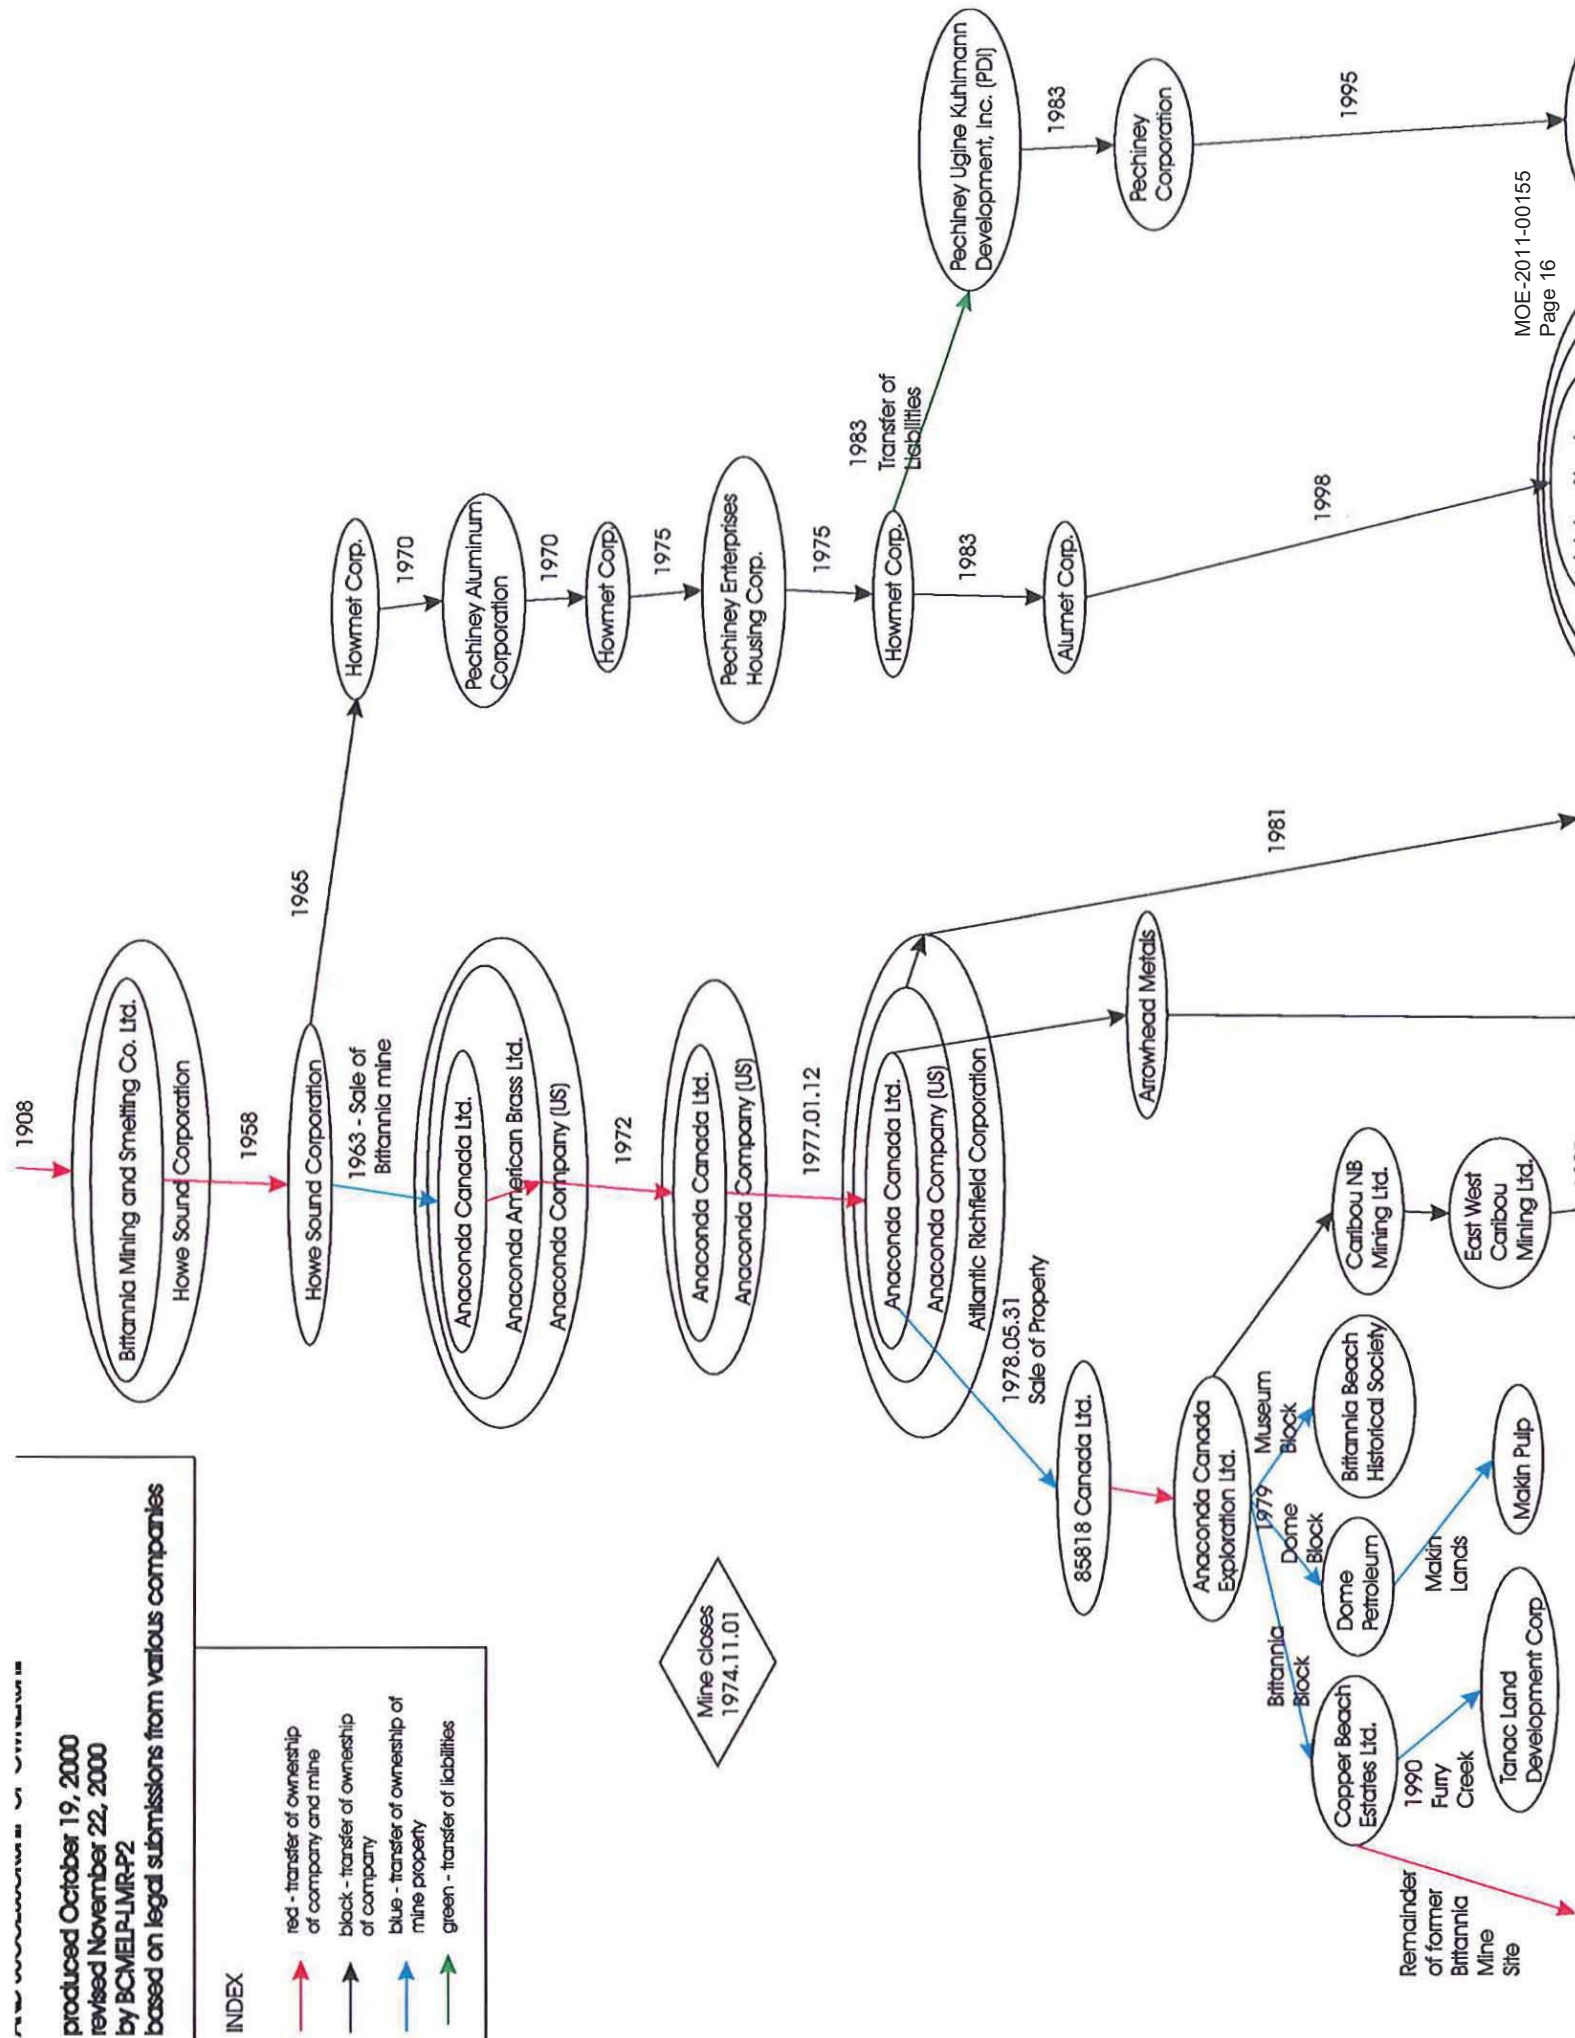 produced October 19, 2000
revised November 22, 2000
by BCMELP-LMR-P2
based on legal submissions from various companies
INDEX
red - transfer of ownership
of company and mine
black - transfer of ownership
of company
blue - transfer of ownership of
mine property
green - transfer of liabilities
1908
Britannia Mining and Smelting Co. Ltd.
Howe Sound Corporation
1958
Howe Sound Corporation
1965
1963 - Sale of
Britannia mine
Anaconda Canada Ltd.
Anaconda American Brass Ltd.
Anaconda Company (US)
1972
Mine closes
1974.11.01
Anaconda Canada Ltd.
Anaconda Company (US)
1977.01.12
Anaconda Canada Ltd.
Anaconda Company (US)
Atlantic Richfield Corporation
1978.05.31
Sale of Property
85818 Canada Ltd.
Anaconda Canada
Exploration Ltd.
1979
Britannia
Block
Dome
Block
Museum
Block
Copper Beach
Estates Ltd.
Dome
Petroleum
Britannia Beach
Historical Society
Caribou NB
Mining Ltd.
East West
Caribou
Mining Ltd.
1990
Furry
Creek
Makin
Lands
Tanac Land
Development Corp
Makin Pulp
Remainder
of former
Britannia
Mine
Site
Arrowhead Metals
1981
Howmet Corp.
1970
Pechiney Aluminum
Corporation
1970
Howmet Corp.
1975
Pechiney Enterprises
Housing Corp.
1975
Howmet Corp.
1983
Transfer of
Liabilities
1983
Alumet Corp.
1998
Pechiney Ugine Kuhlmann
Development, Inc. (PDI)
1983
Pechiney
Corporation
1995
MOE-2011-00155
Page 16